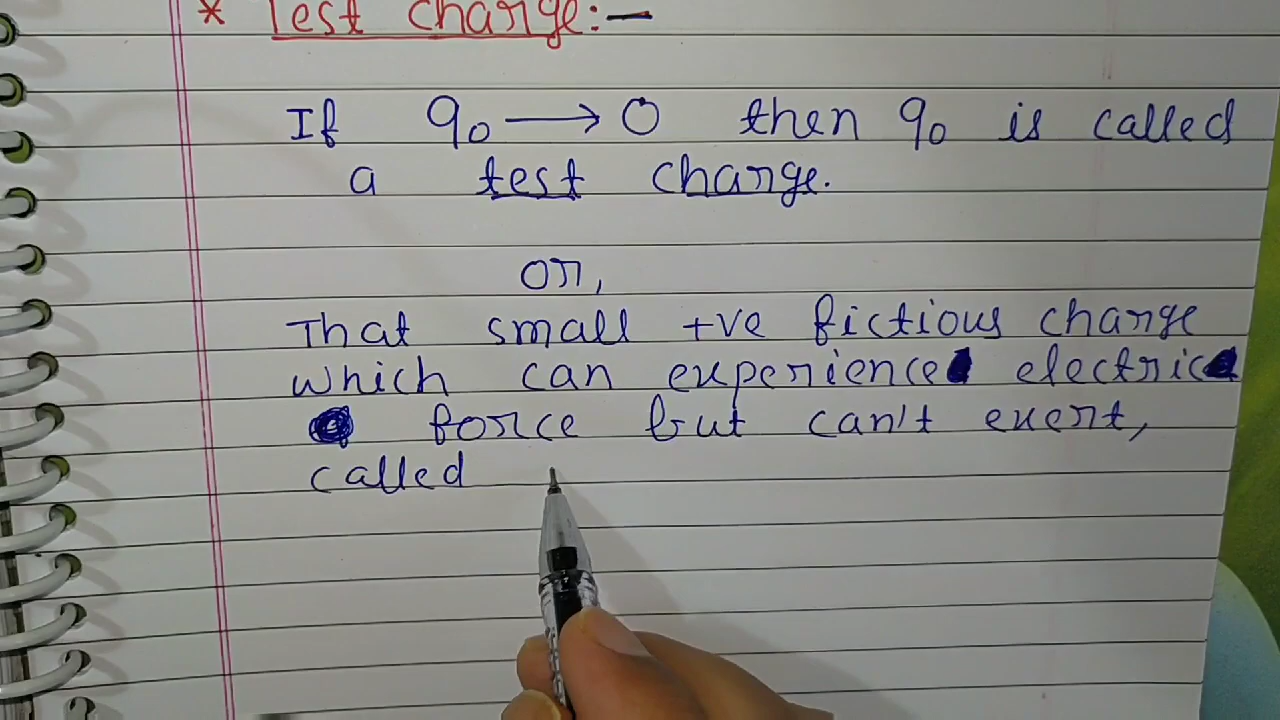 * Test charge:-
If q₀ → 0 then q₀ is called
a test charge.
or,
That small +ve fictious charge
which can experience electric
force but can't exert,
called